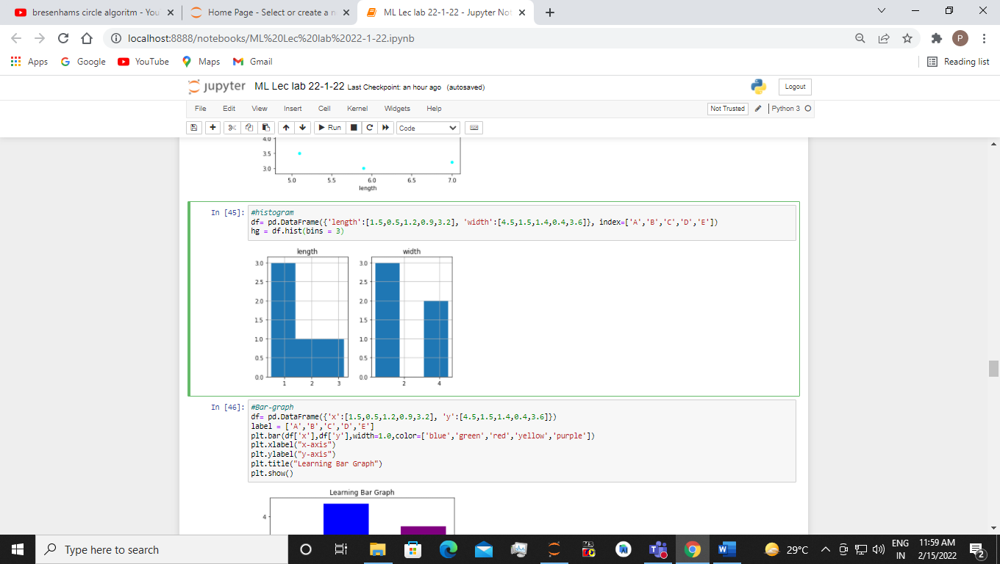 bresenhams circle algoritm - You
Home Page - Select or create a n
ML Lec lab 22-1-22 - Jupyter Not
localhost:8888/notebooks/ML%20Lec%20lab%2022-1-22.ipynb
P
Apps
Google
YouTube
Maps
Gmail
Reading list
jupyter
ML Lec lab 22-1-22 Last Checkpoint: an hour ago (autosaved)
Logout
File Edit View Insert Cell Kernel Widgets Help
Not Trusted
Python 3
Run
Code
4.0
3.5
3.0
5.0 5.5 6.0 6.5 7.0
length
In [45]:
#histogram
df= pd.DataFrame({'length':[1.5,0.5,1.2,0.9,3.2], 'width':[4.5,1.5,1.4,0.4,3.6]}, index=['A','B','C','D','E'])
hg = df.hist(bins = 3)
length
3.0
2.5
2.0
1.5
1.0
0.5
0.0
1 2 3
width
3.0
2.5
2.0
1.5
1.0
0.5
0.0
2 4
In [46]:
#Bar-graph
df= pd.DataFrame({'x':[1.5,0.5,1.2,0.9,3.2], 'y':[4.5,1.5,1.4,0.4,3.6]})
label = ['A','B','C','D','E']
plt.bar(df['x'],df['y'],width=1.0,color=['blue','green','red','yellow','purple'])
plt.xlabel("x-axis")
plt.ylabel("y-axis")
plt.title("Learning Bar Graph")
plt.show()
Learning Bar Graph
4
Type here to search
29°C
ENG
IN
11:59 AM
2/15/2022
2